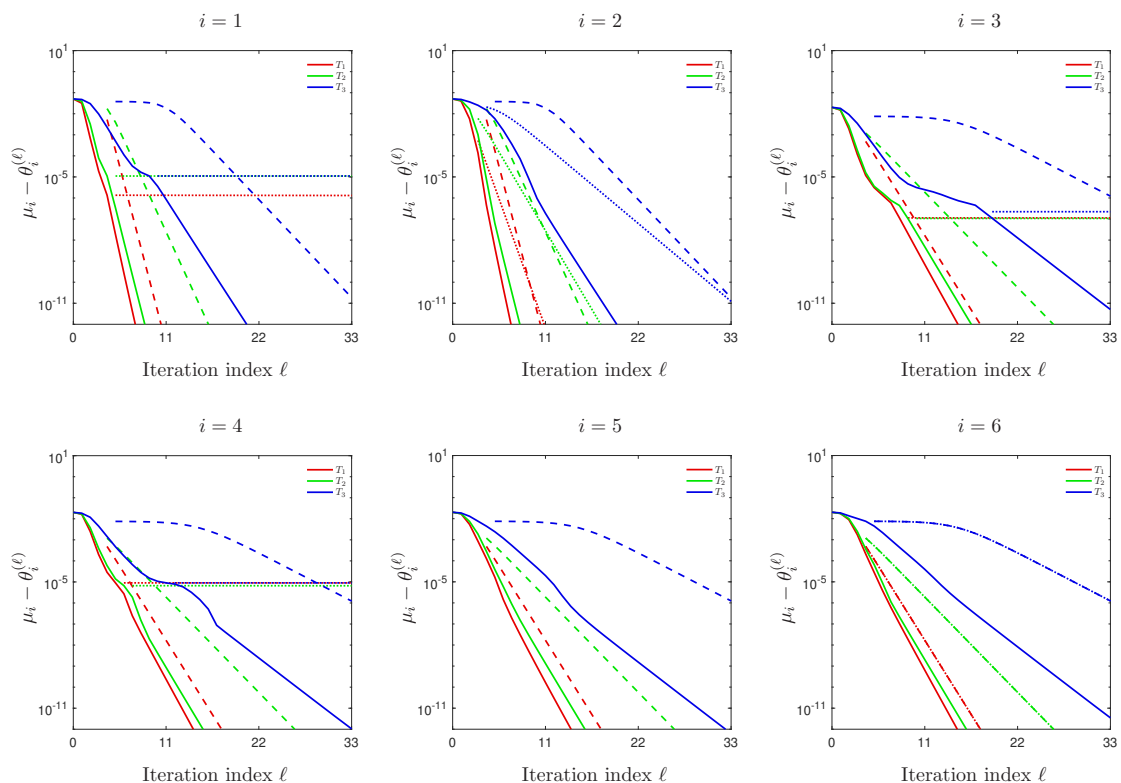 i = 1
10^1
10^-5
10^-11
μ_i − θ_i^(ℓ)
T_1
T_2
T_3
0 11 22 33
Iteration index ℓ
i = 2
10^1
10^-5
10^-11
μ_i − θ_i^(ℓ)
T_1
T_2
T_3
0 11 22 33
Iteration index ℓ
i = 3
10^1
10^-5
10^-11
μ_i − θ_i^(ℓ)
T_1
T_2
T_3
0 11 22 33
Iteration index ℓ
i = 4
10^1
10^-5
10^-11
μ_i − θ_i^(ℓ)
T_1
T_2
T_3
0 11 22 33
Iteration index ℓ
i = 5
10^1
10^-5
10^-11
μ_i − θ_i^(ℓ)
T_1
T_2
T_3
0 11 22 33
Iteration index ℓ
i = 6
10^1
10^-5
10^-11
μ_i − θ_i^(ℓ)
T_1
T_2
T_3
0 11 22 33
Iteration index ℓ